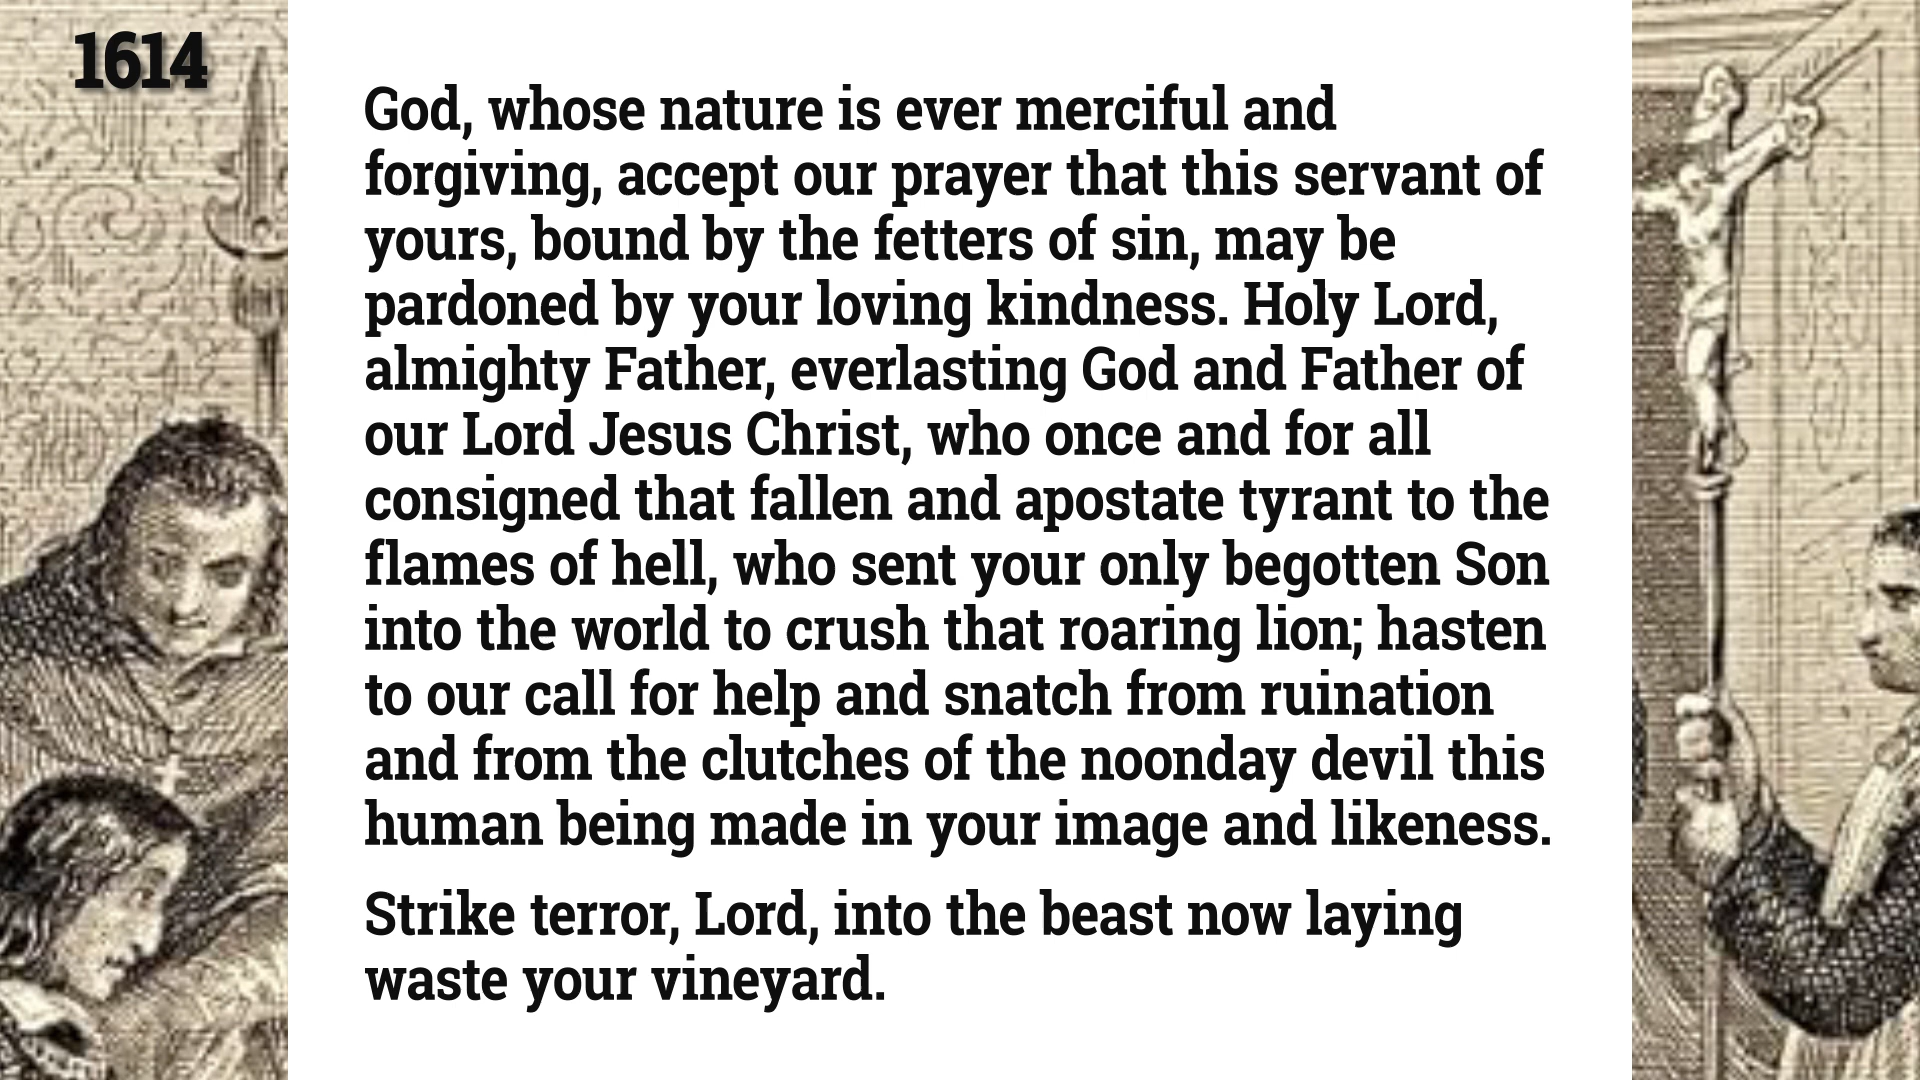 1614
God, whose nature is ever merciful and
forgiving, accept our prayer that this servant of
yours, bound by the fetters of sin, may be
pardoned by your loving kindness. Holy Lord,
almighty Father, everlasting God and Father of
our Lord Jesus Christ, who once and for all
consigned that fallen and apostate tyrant to the
flames of hell, who sent your only begotten Son
into the world to crush that roaring lion; hasten
to our call for help and snatch from ruination
and from the clutches of the noonday devil this
human being made in your image and likeness.
Strike terror, Lord, into the beast now laying
waste your vineyard.